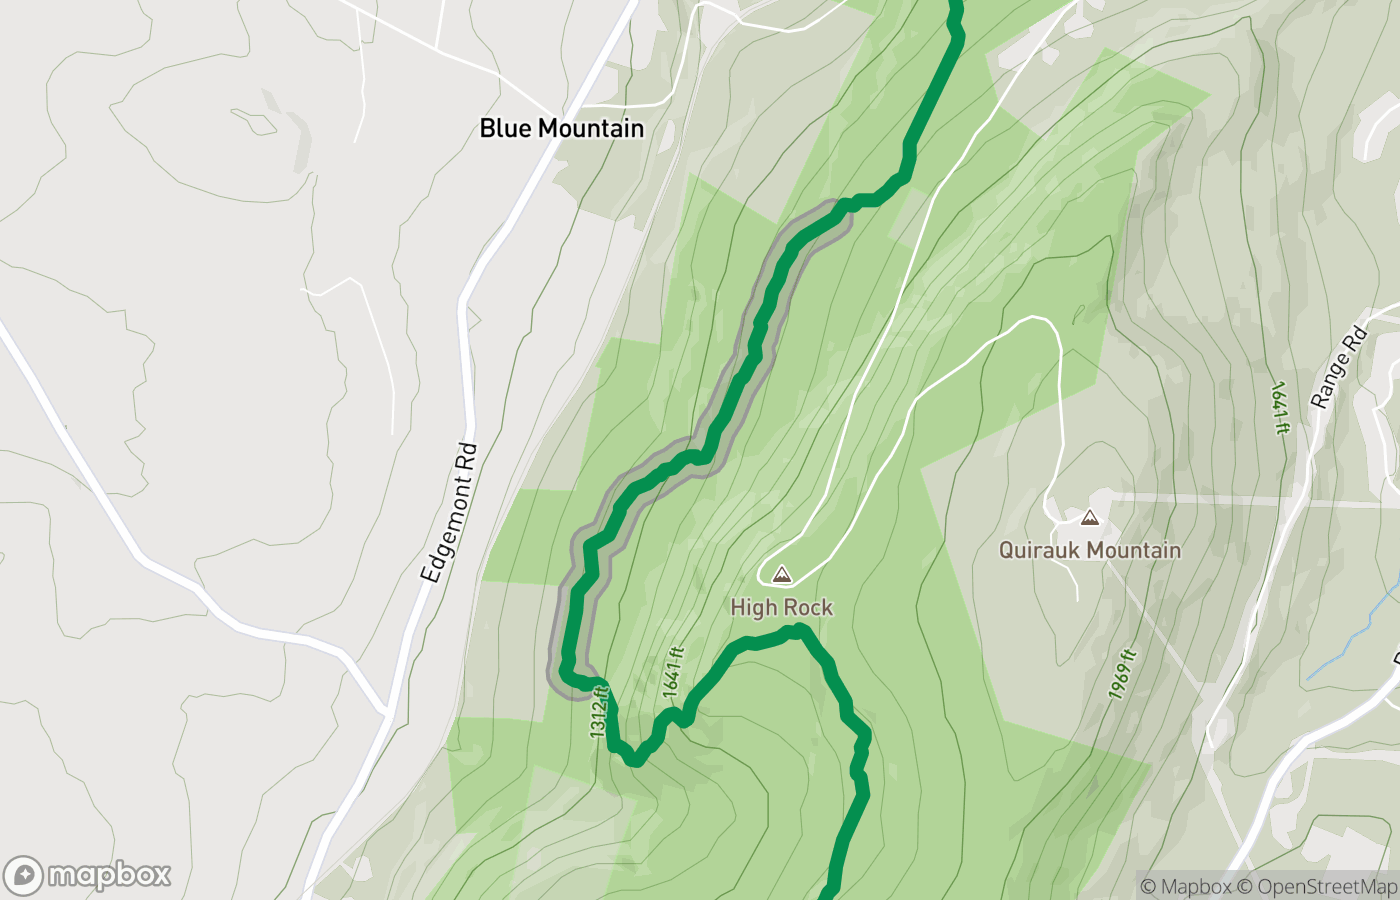 Blue Mountain
Edgemont Rd
Range Rd
1641 ft
Quirauk Mountain
High Rock
1641 ft
1312 ft
1969 ft
mapbox
© Mapbox © OpenStreetMap